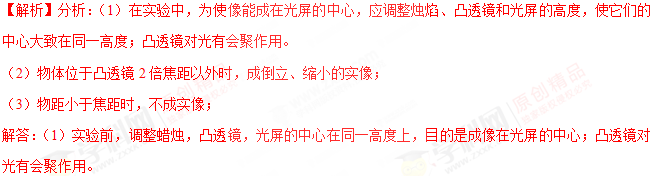 【解析】分析：（1）在实验中，为使像能成在光屏的中心，应调整烛焰、凸透镜和光屏的高度，使它们的
中心大致在同一高度；凸透镜对光有会聚作用。
（2）物体位于凸透镜 2 倍焦距以外时，成倒立、缩小的实像；
（3）物距小于焦距时，不成实像；
解答：（1）实验前，调整蜡烛，凸透镜，光屏的中心在同一高度上，目的是成像在光屏的中心；凸透镜对
光有会聚作用。